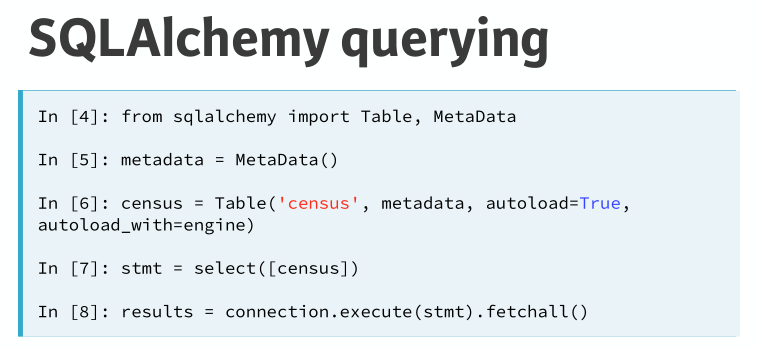 SQLAlchemy querying
In [4]: from sqlalchemy import Table, MetaData
In [5]: metadata = MetaData()
In [6]: census = Table('census', metadata, autoload=True,
autoload_with=engine)
In [7]: stmt = select([census])
In [8]: results = connection.execute(stmt).fetchall()